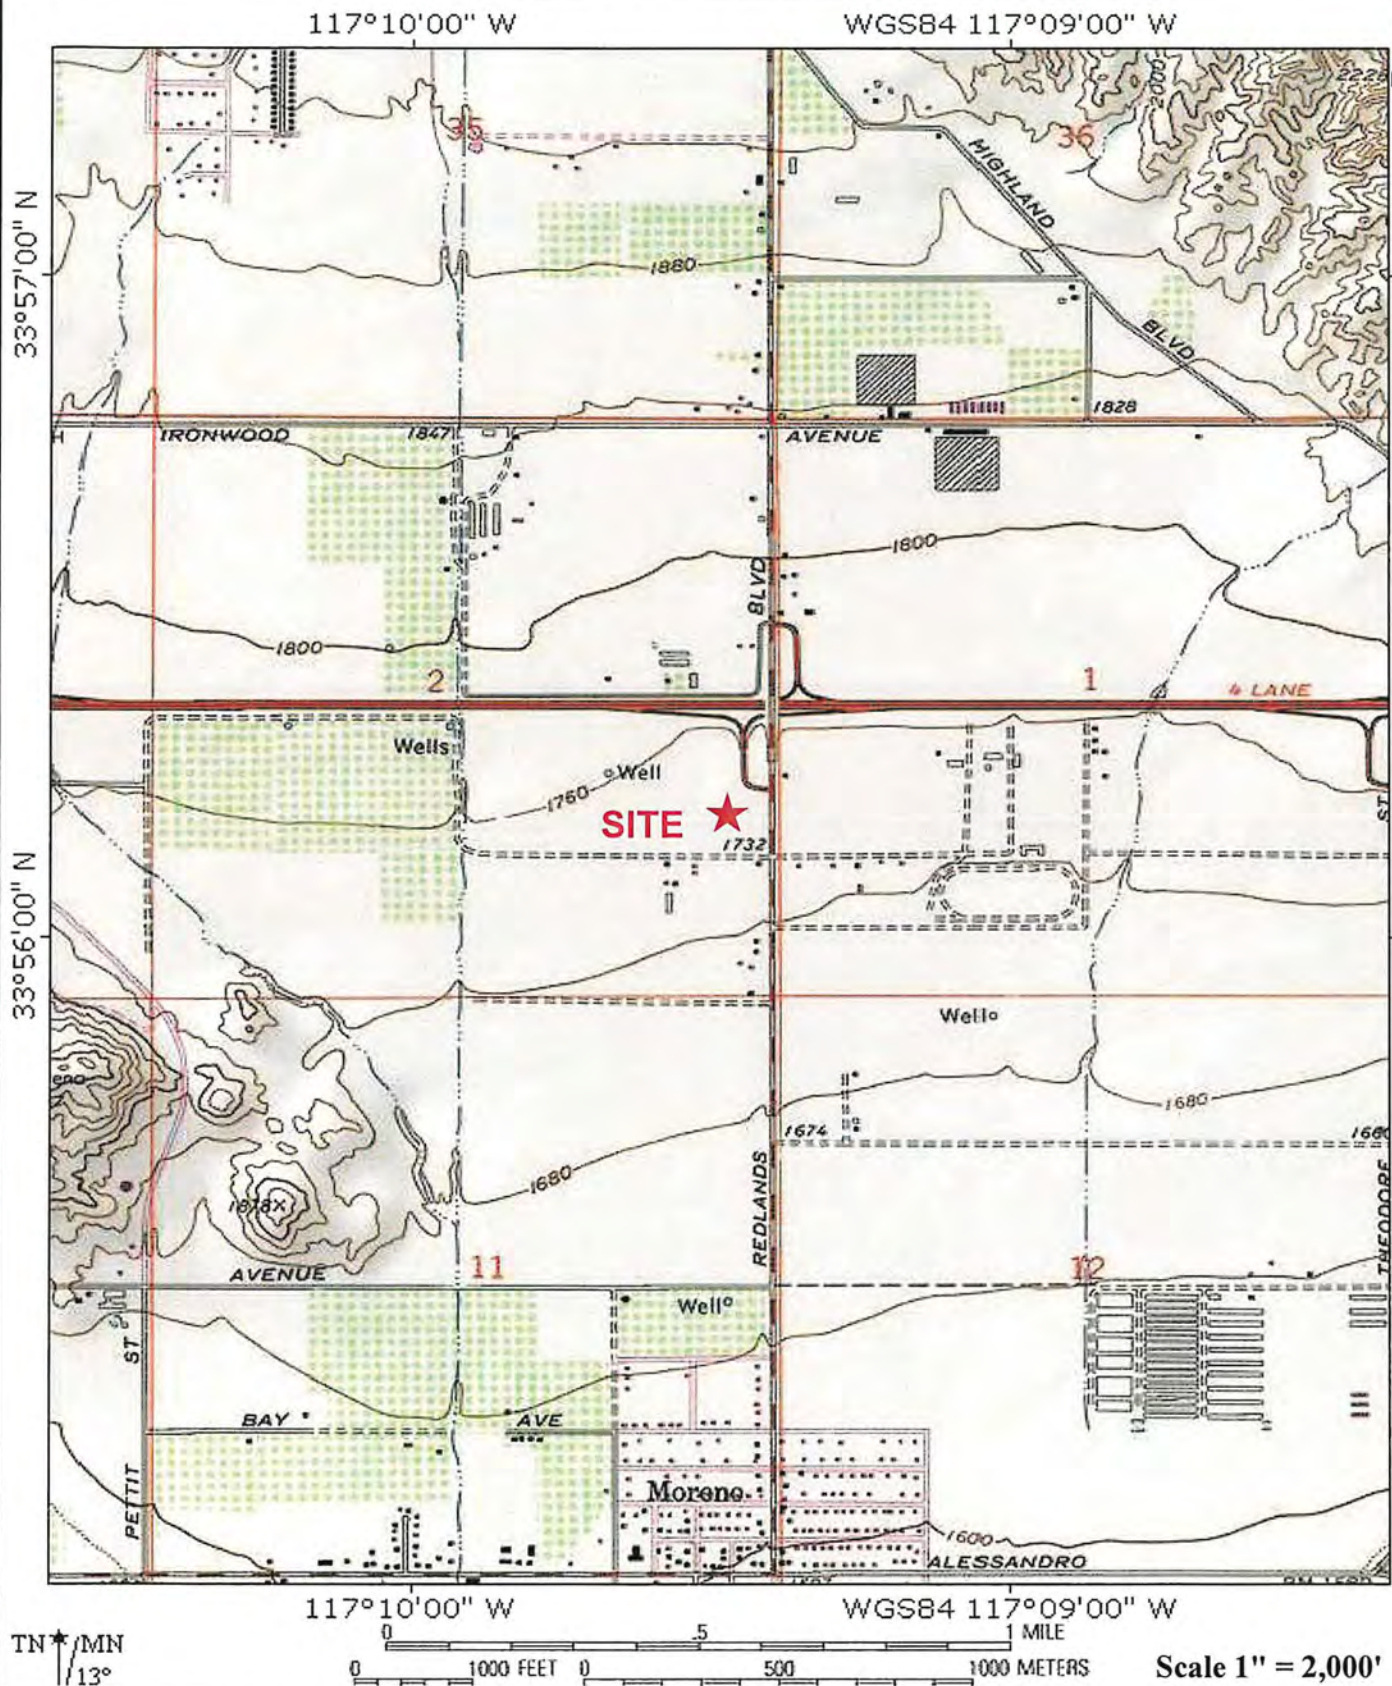 117°10'00" W
WGS84 117°09'00" W
2000
35
36
HIGHLAND
33°57'00" N
1880
BLVD
1828
IRONWOOD
1847
AVENUE
1800
BLVD
1800
2
1
4 LANE
Wells
Well
1760
SITE
1732
ST
33°56'00" N
Well
1680
1674
1680
REDLANDS
THEODORE
1878X
AVENUE
11
12
Well
ST
BAY
AVE
PETTIT
Moreno
1600
ALESSANDRO
117°10'00" W
WGS84 117°09'00" W
TN
MN
13°
0
.5
1 MILE
0
1000 FEET
0
500
1000 METERS
Scale 1" = 2,000'